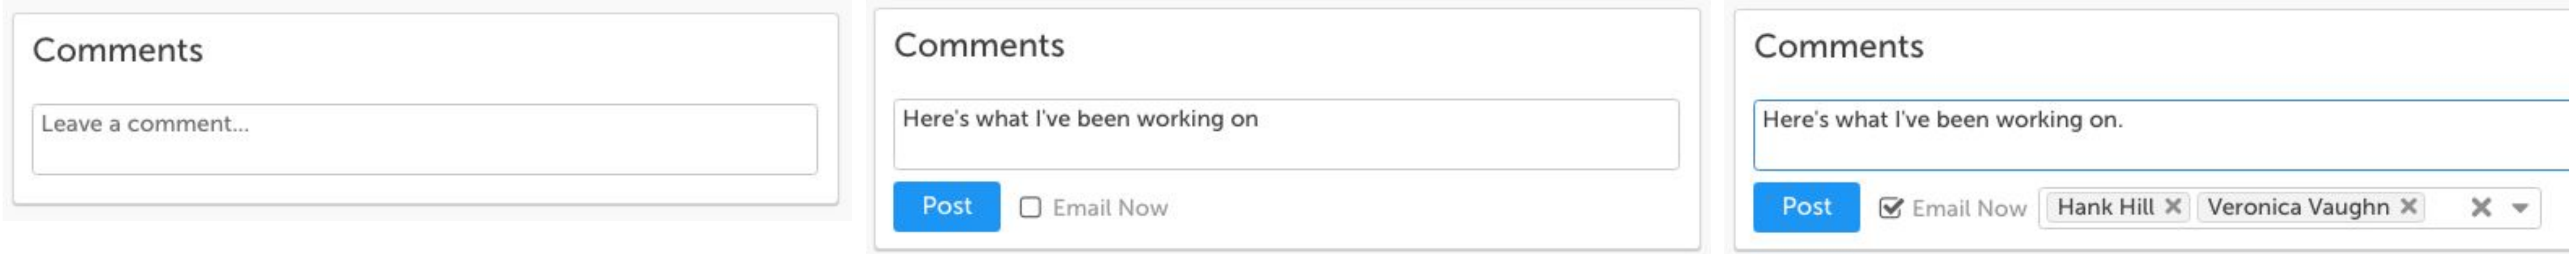 Comments
Leave a comment...
Comments
Here's what I've been working on
Post Email Now
Comments
Here's what I've been working on.
Post Email Now Hank Hill Veronica Vaughn